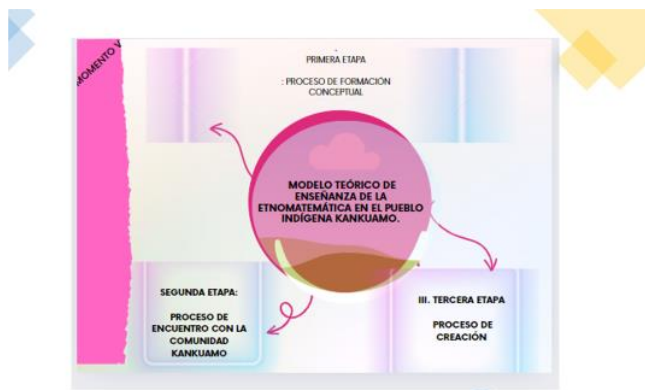 MOMENTO V
PRIMERA ETAPA
: PROCESO DE FORMACIÓN
CONCEPTUAL
MODELO TEÓRICO DE
ENSEÑANZA DE LA
ETNOMATEMÁTICA EN EL PUEBLO
INDÍGENA KANKUAMO.
SEGUNDA ETAPA:
PROCESO DE
ENCUENTRO CON LA
COMUNIDAD
KANKUAMO
III. TERCERA ETAPA
PROCESO DE
CREACIÓN